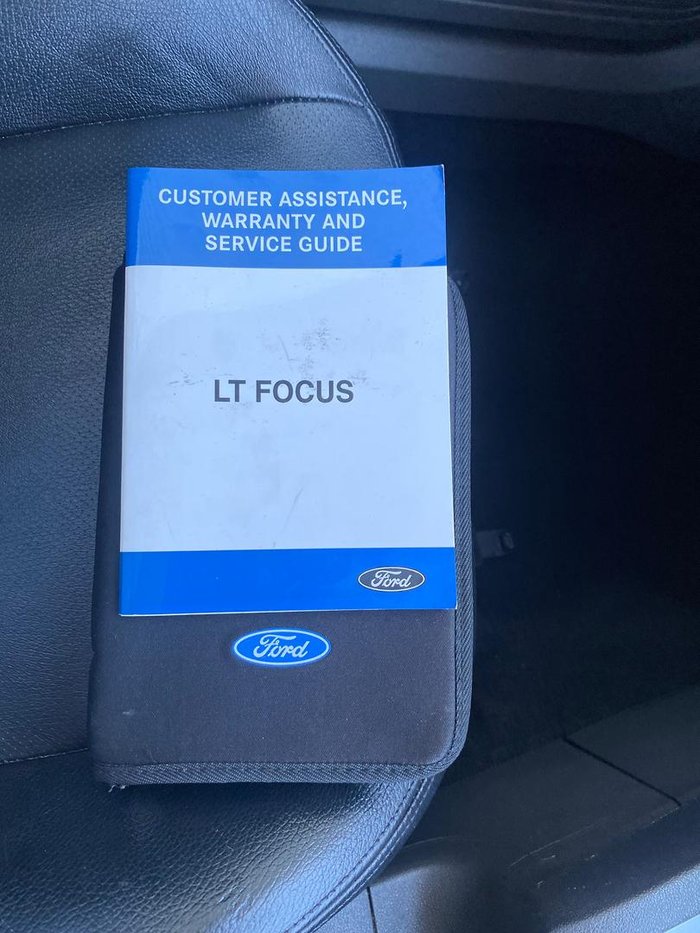 CUSTOMER ASSISTANCE,
WARRANTY AND
SERVICE GUIDE
LT FOCUS
Ford
Ford